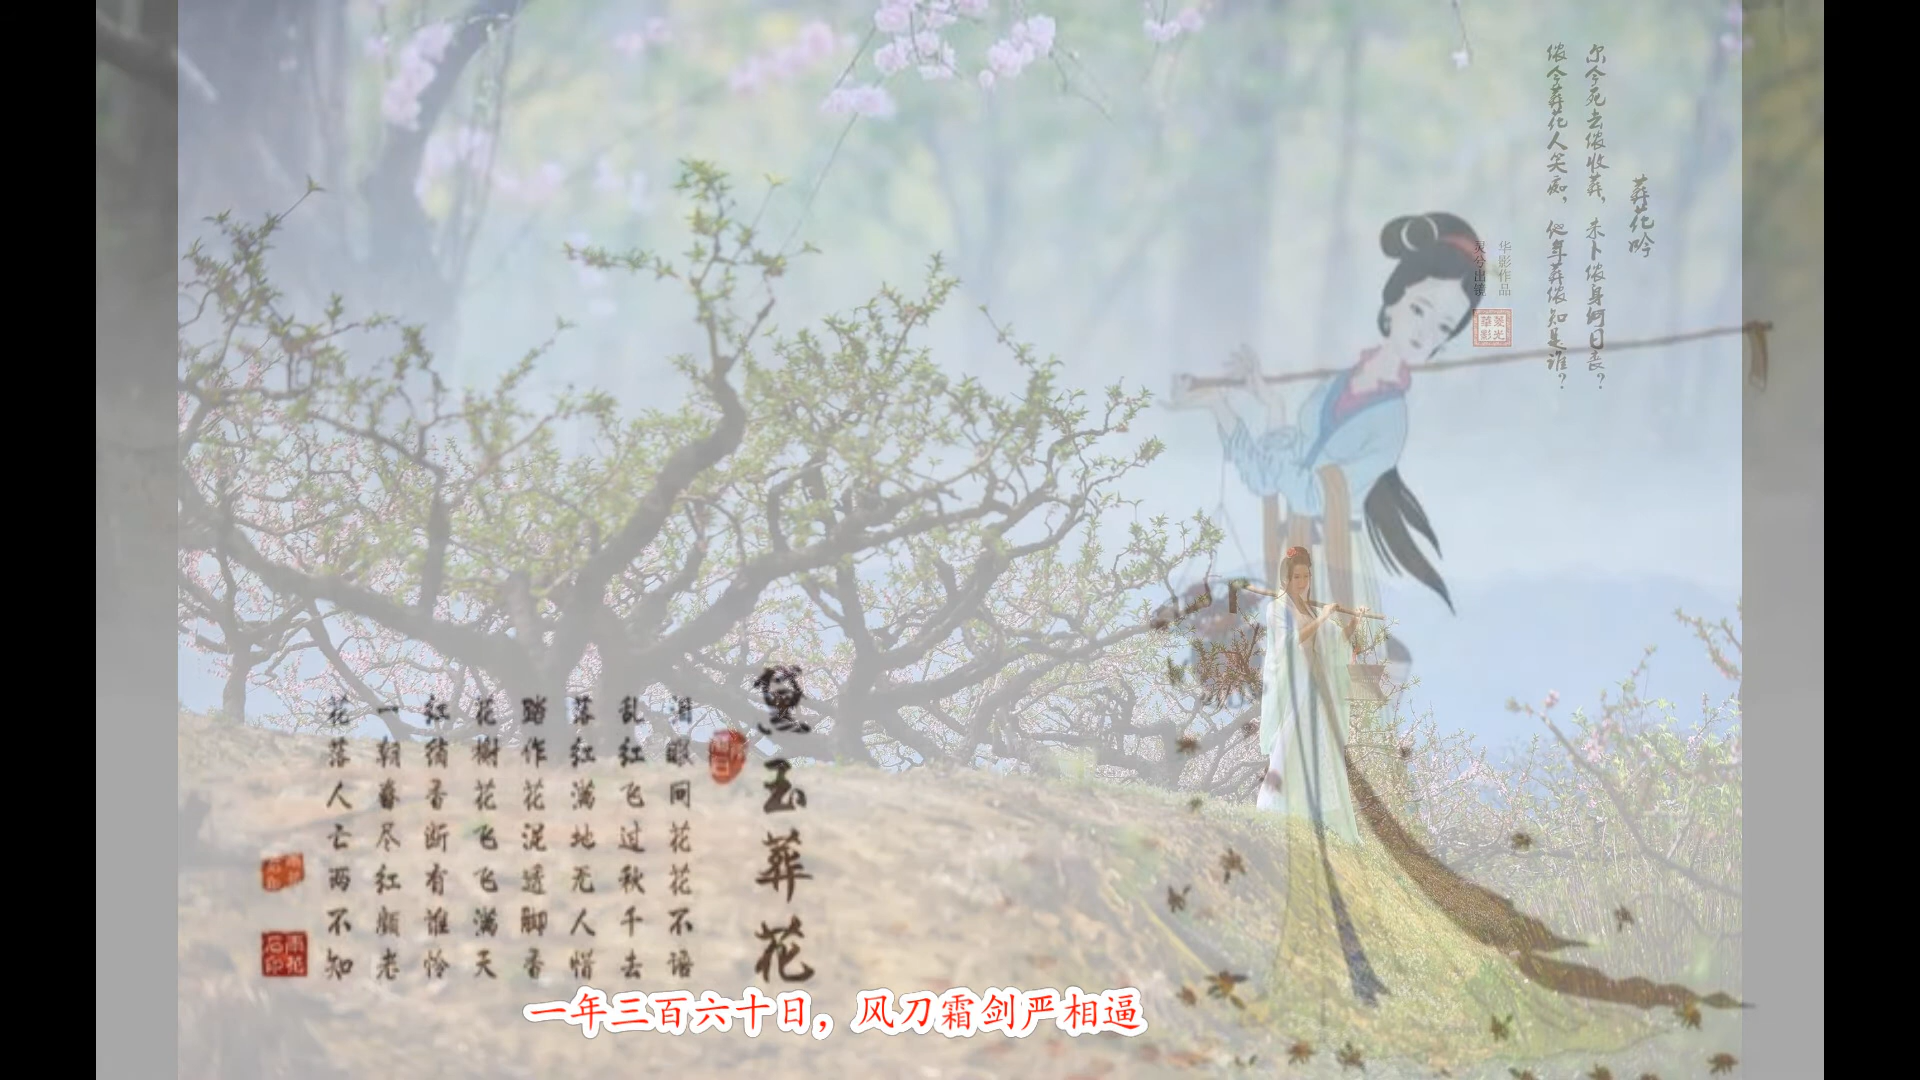 葬花吟
尔今死去侬收葬，未卜侬身何日丧？
侬今葬花人笑痴，他年葬侬知是谁？
华影作品
灵兮出镜
黛玉葬花
泪眼问花花不语
乱红飞过秋千去
落红满地无人惜
踏作花泥透脚香
花榭花飞飞满天
红绡香断有谁怜
一朝春尽红颜老
花落人亡两不知
一年三百六十日，风刀霜剑严相逼